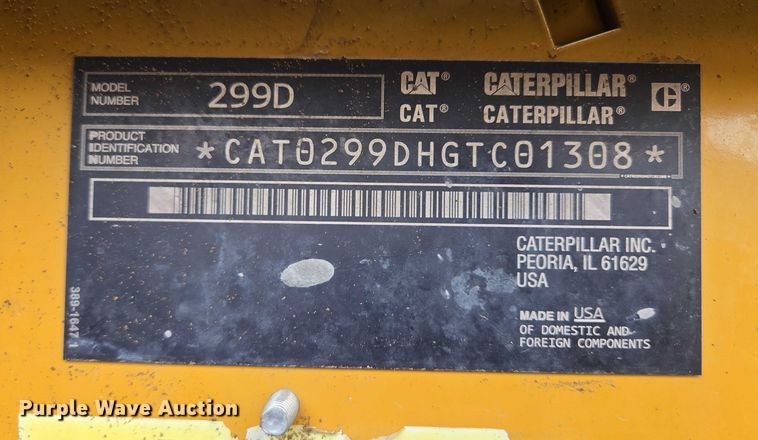 MODEL NUMBER 299D
CAT® CATERPILLAR® C®
CAT® CATERPILLAR®
PRODUCT
IDENTIFICATION
NUMBER
*CAT0299DHGTC01308*
CATERPILLAR INC.
PEORIA, IL 61629
USA
MADE IN USA
OF DOMESTIC AND
FOREIGN COMPONENTS
389-1647 1
Purple Wave Auction